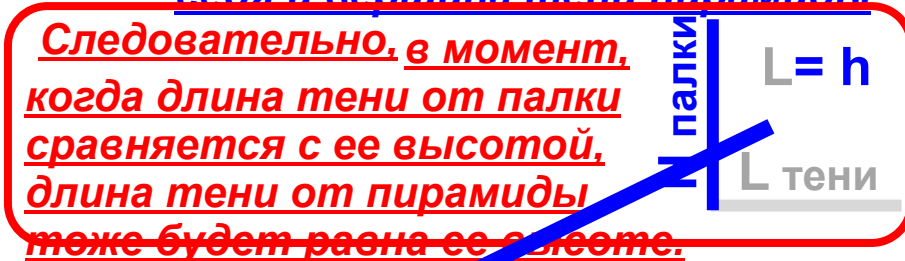 Следовательно, в момент,
когда длина тени от палки
сравняется с ее высотой,
длина тени от пирамиды
тоже будет равна ее высоте.
палки
L= h
L тени